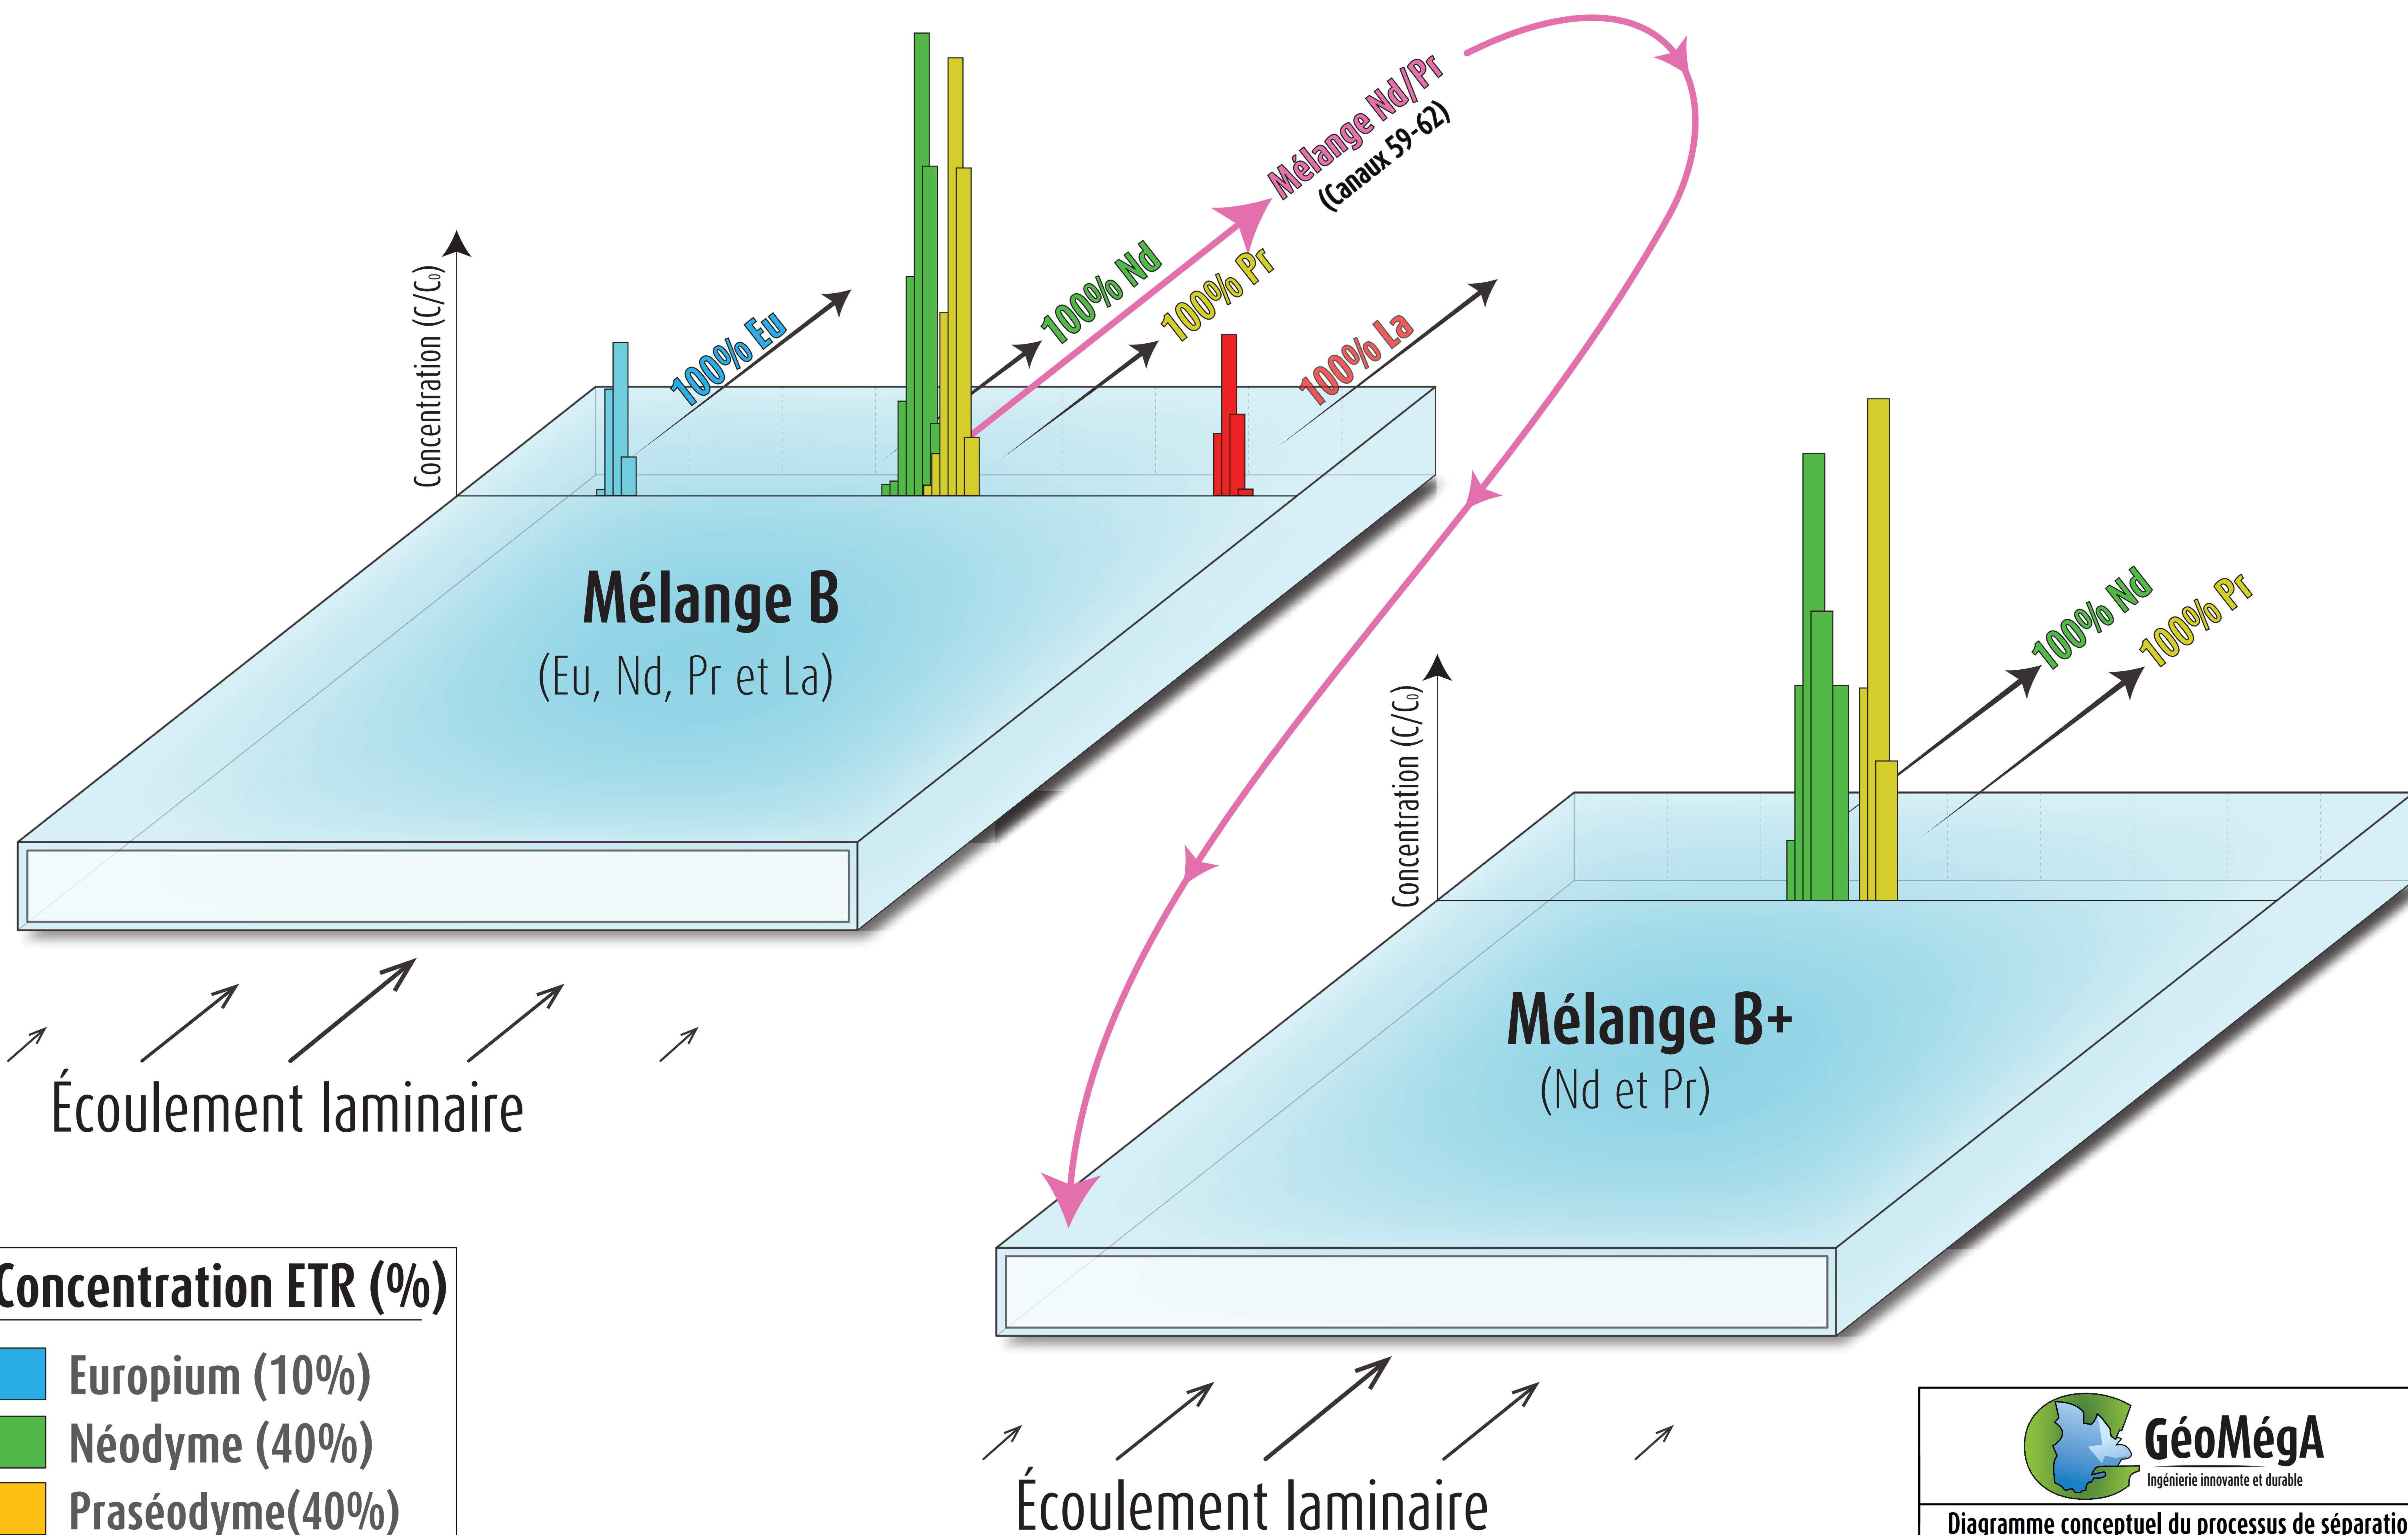 Mélange Nd/Pr
(Canaux 59-62)
Concentration (C/C₀)
100% Eu
100% Nd
100% Pr
100% La
Mélange B
(Eu, Nd, Pr et La)
Écoulement laminaire
Concentration (C/C₀)
100% Nd
100% Pr
Mélange B+
(Nd et Pr)
Écoulement laminaire
Concentration ETR (%)
Europium (10%)
Néodyme (40%)
Praséodyme(40%)
GéoMégA
Ingénierie innovante et durable
Diagramme conceptuel du processus de séparatio